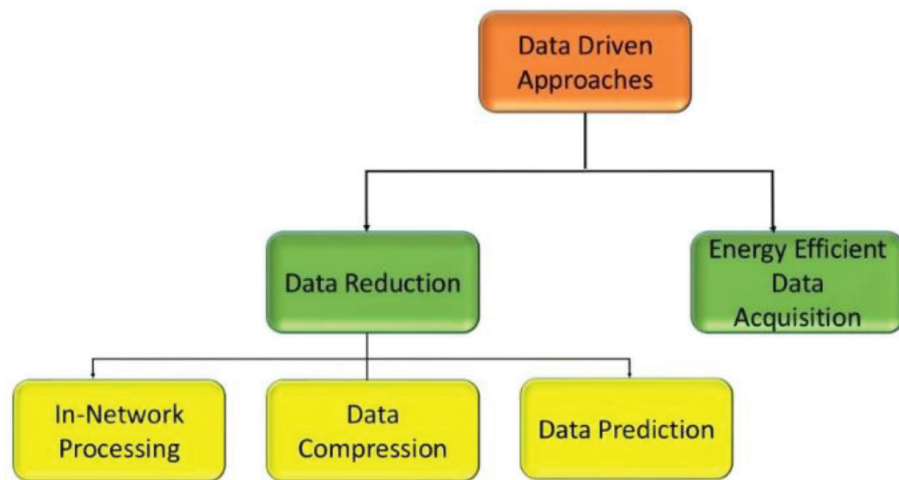 Data Driven
Approaches
Data Reduction
Energy Efficient
Data
Acquisition
In-Network
Processing
Data
Compression
Data Prediction